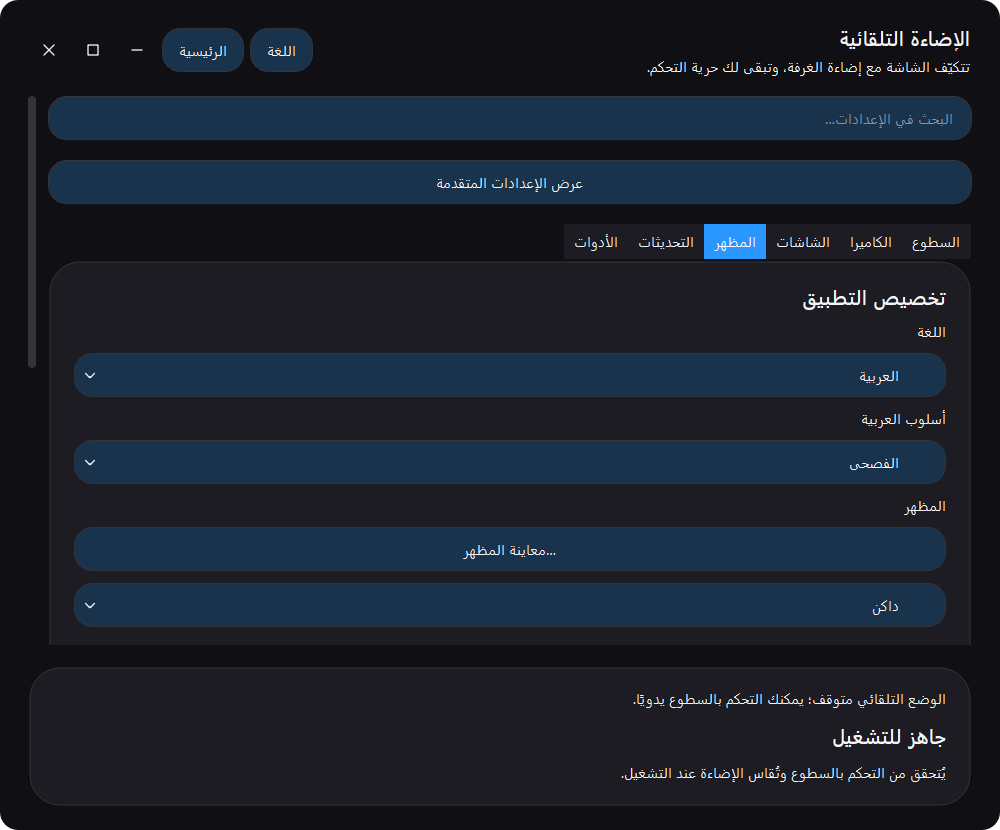 الإضاءة التلقائية
تتكيّف الشاشة مع إضاءة الغرفة، وتبقى لك حرية التحكم.
اللغة
الرئيسية
البحث في الإعدادات...
عرض الإعدادات المتقدمة
السطوع الكاميرا الشاشات المظهر التحديثات الأدوات
تخصيص التطبيق
اللغة
العربية
أسلوب العربية
الفصحى
المظهر
...معاينة المظهر
داكن
الوضع التلقائي متوقف؛ يمكنك التحكم بالسطوع يدويًا.
جاهز للتشغيل
يُتحقق من التحكم بالسطوع وتُقاس الإضاءة عند التشغيل.